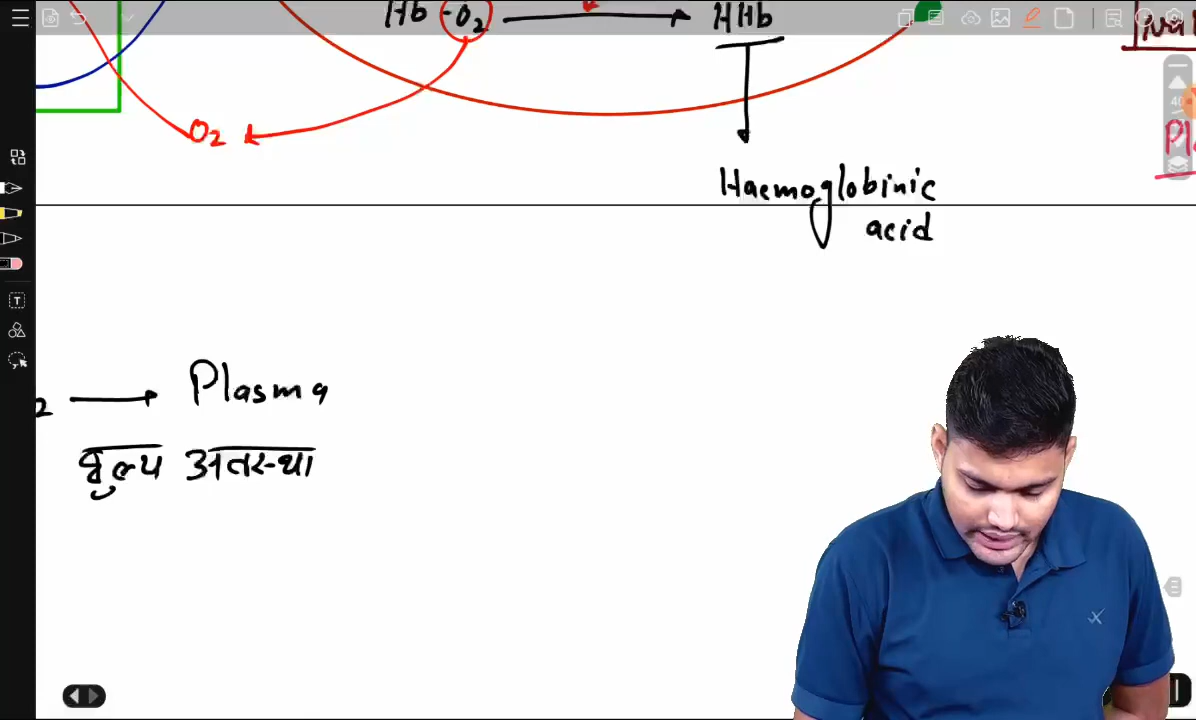 Hb - O2 → HHb
O2
Haemoglobinic
acid
2 → Plasma
घुल्य अवस्था